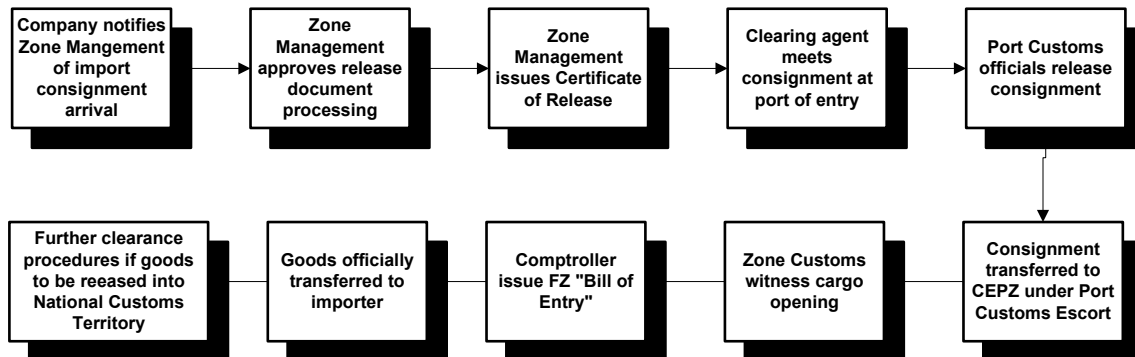 Company notifies
Zone Mangement
of import
consignment
arrival
Zone
Management
approves release
document
processing
Zone
Management
issues Certificate
of Release
Clearing agent
meets
consignment at
port of entry
Port Customs
officials release
consignment
Further clearance
procedures if goods
to be reeased into
National Customs
Territory
Goods officially
transferred to
importer
Comptroller
issue FZ "Bill of
Entry"
Zone Customs
witness cargo
opening
Consignment
transferred to
CEPZ under Port
Customs Escort